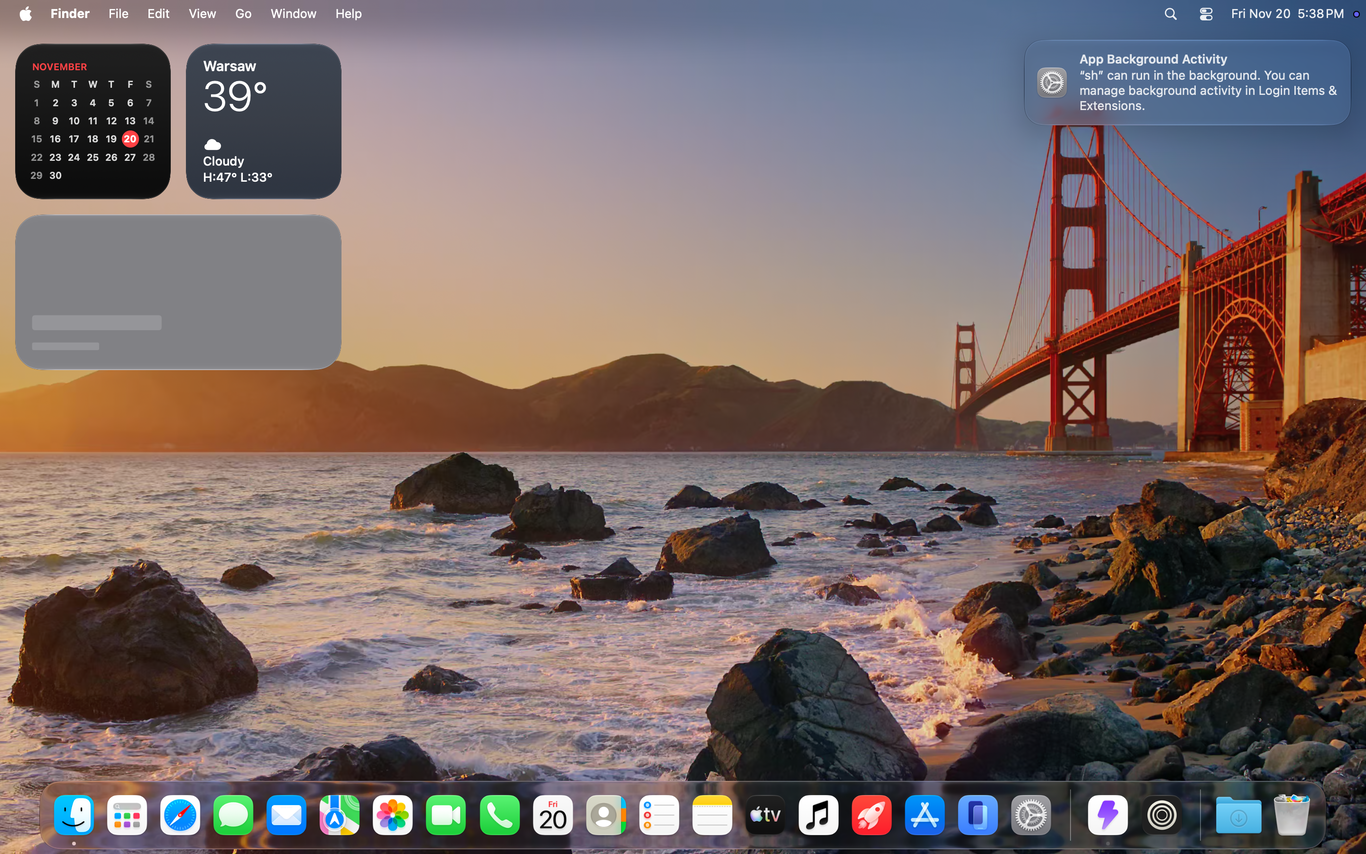 Finder File Edit View Go Window Help
Fri Nov 20 5:38 PM
NOVEMBER
S M T W T F S
1 2 3 4 5 6 7
8 9 10 11 12 13 14
15 16 17 18 19 20 21
22 23 24 25 26 27 28
29 30
Warsaw
39°
Cloudy
H:47° L:33°
App Background Activity
“sh” can run in the background. You can
manage background activity in Login Items &
Extensions.
Fri
20
tv